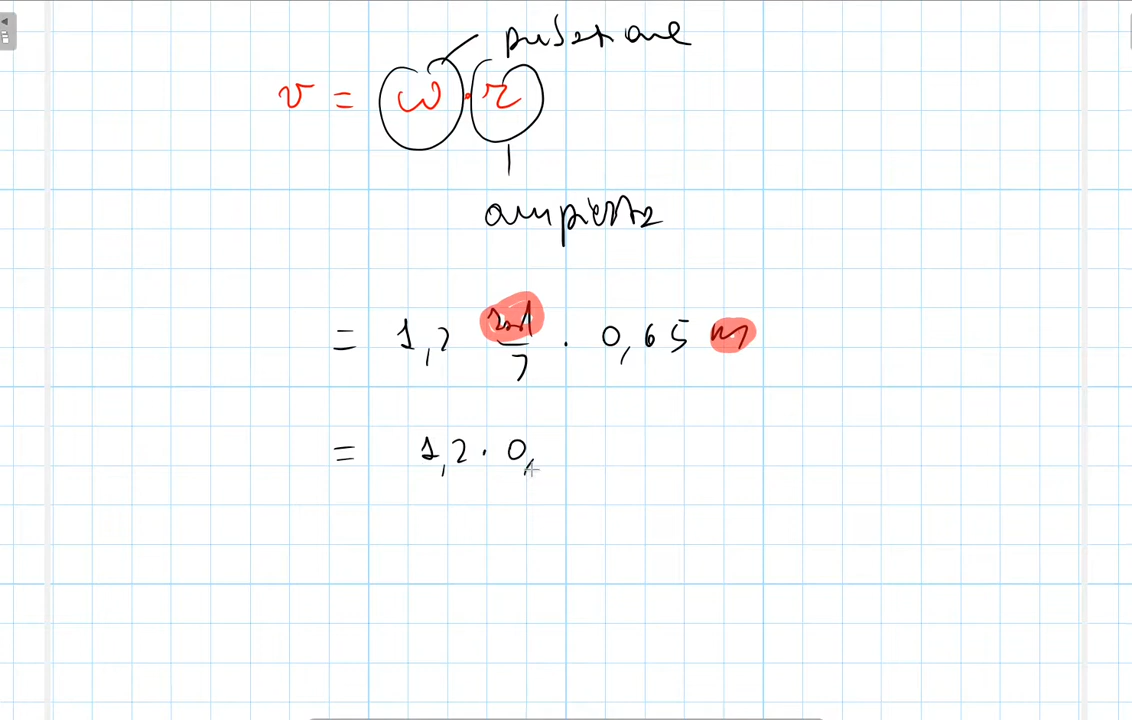 pulsazione
v = ω · r
ampiezza
= 1,2 rad/s · 0,65 m
= 1,2 · 0,